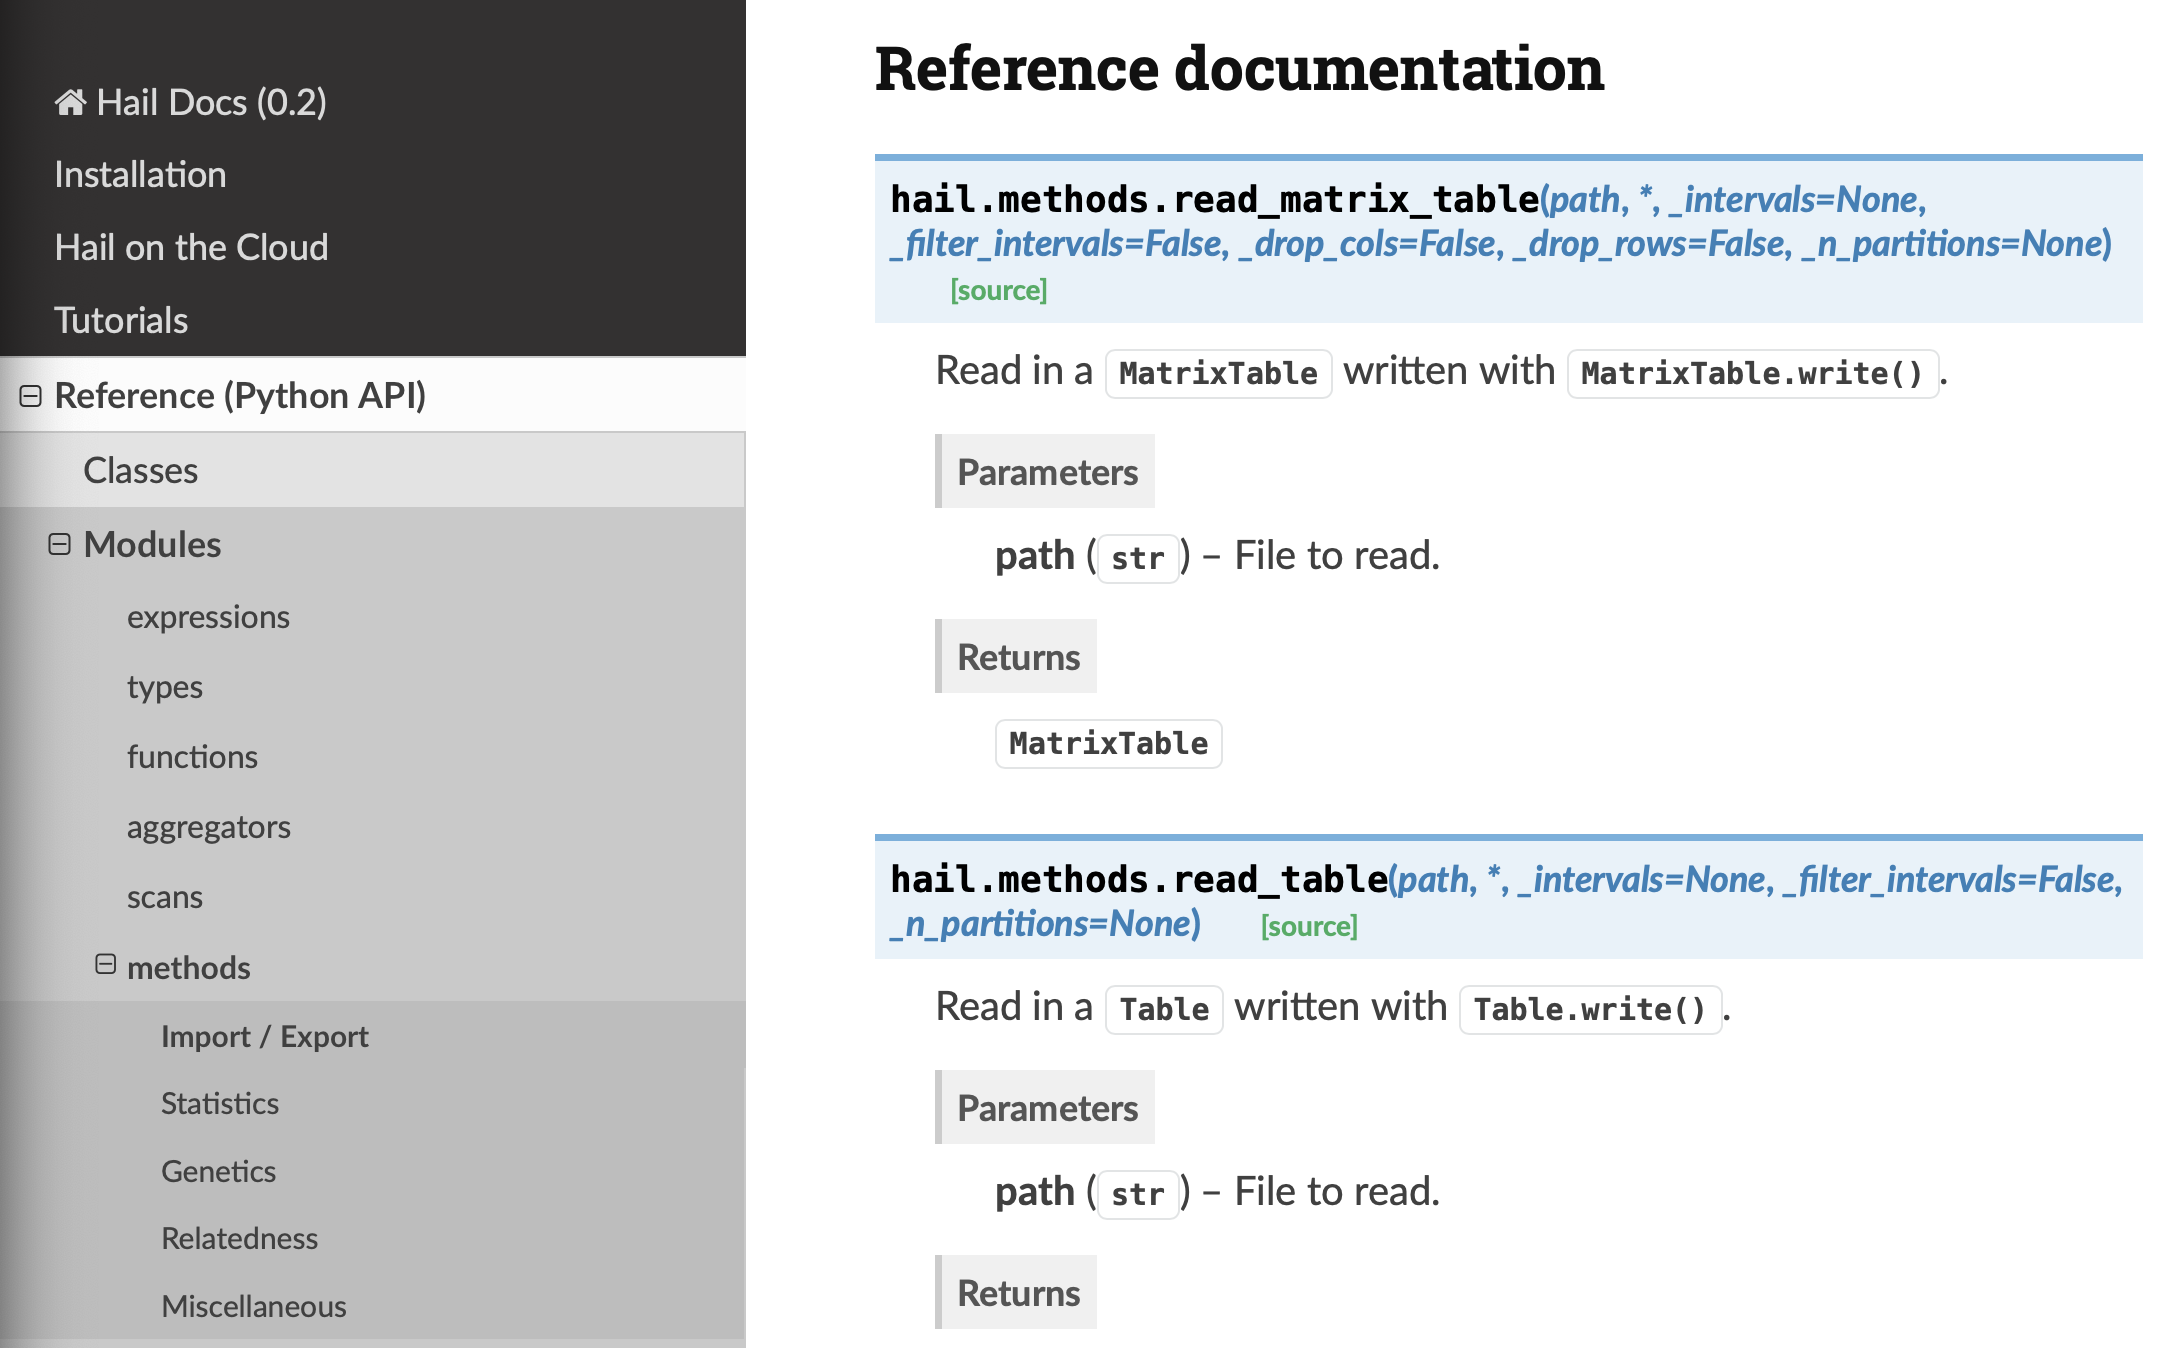 Hail Docs (0.2)
Installation
Hail on the Cloud
Tutorials
Reference (Python API)
Classes
Modules
expressions
types
functions
aggregators
scans
methods
Import / Export
Statistics
Genetics
Relatedness
Miscellaneous
Reference documentation
hail.methods.read_matrix_table(path, *, _intervals=None,
_filter_intervals=False, _drop_cols=False, _drop_rows=False, _n_partitions=None)
[source]
Read in a MatrixTable written with MatrixTable.write().
Parameters
path (str) – File to read.
Returns
MatrixTable
hail.methods.read_table(path, *, _intervals=None, _filter_intervals=False,
_n_partitions=None) [source]
Read in a Table written with Table.write().
Parameters
path (str) – File to read.
Returns